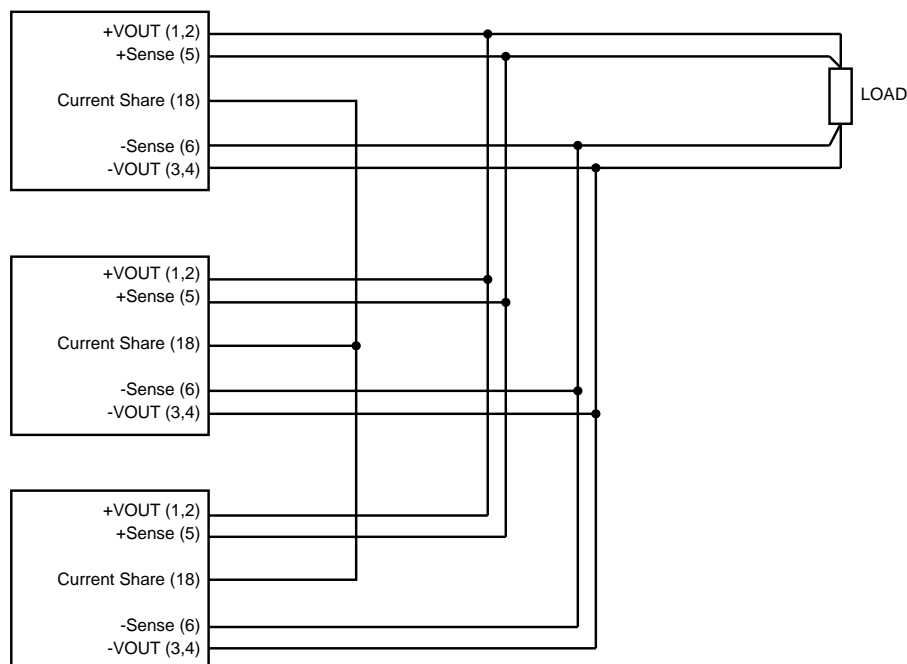 +VOUT (1,2)
+Sense (5)
Current Share (18)
-Sense (6)
-VOUT (3,4)
LOAD
+VOUT (1,2)
+Sense (5)
Current Share (18)
-Sense (6)
-VOUT (3,4)
+VOUT (1,2)
+Sense (5)
Current Share (18)
-Sense (6)
-VOUT (3,4)